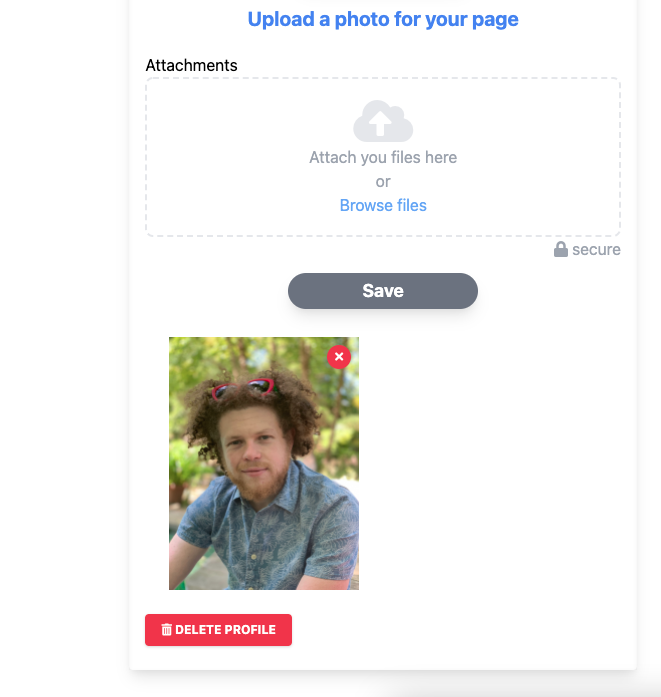 Upload a photo for your page
Attachments
Attach you files here
or
Browse files
secure
Save
DELETE PROFILE